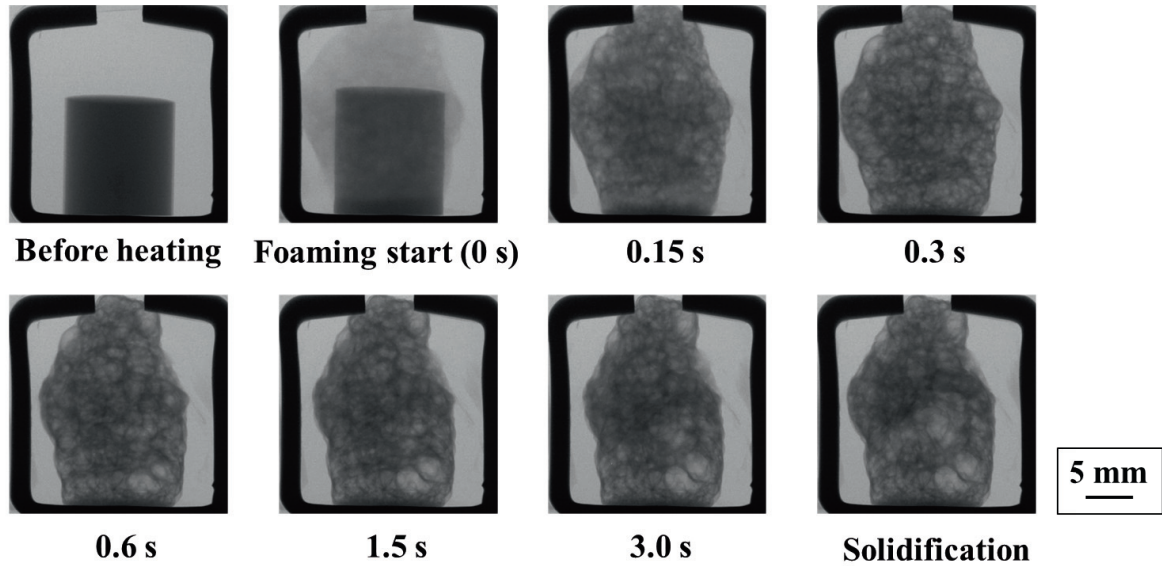 Before heating
Foaming start (0 s)
0.15 s
0.3 s
0.6 s
1.5 s
3.0 s
Solidification
5 mm